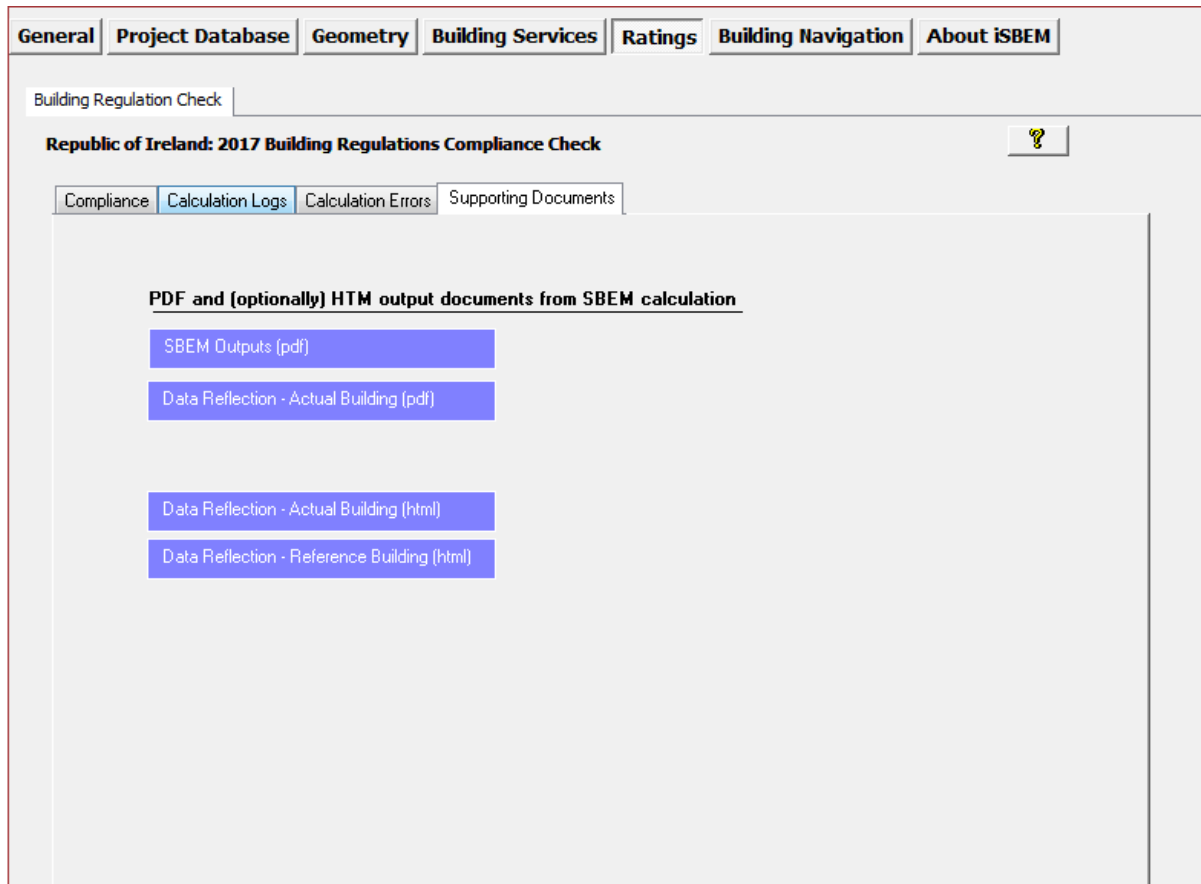 General Project Database Geometry Building Services Ratings Building Navigation About iSBEM
Building Regulation Check
Republic of Ireland: 2017 Building Regulations Compliance Check ?
Compliance Calculation Logs Calculation Errors Supporting Documents
PDF and (optionally) HTM output documents from SBEM calculation
SBEM Outputs (pdf)
Data Reflection - Actual Building (pdf)
Data Reflection - Actual Building (html)
Data Reflection - Reference Building (html)